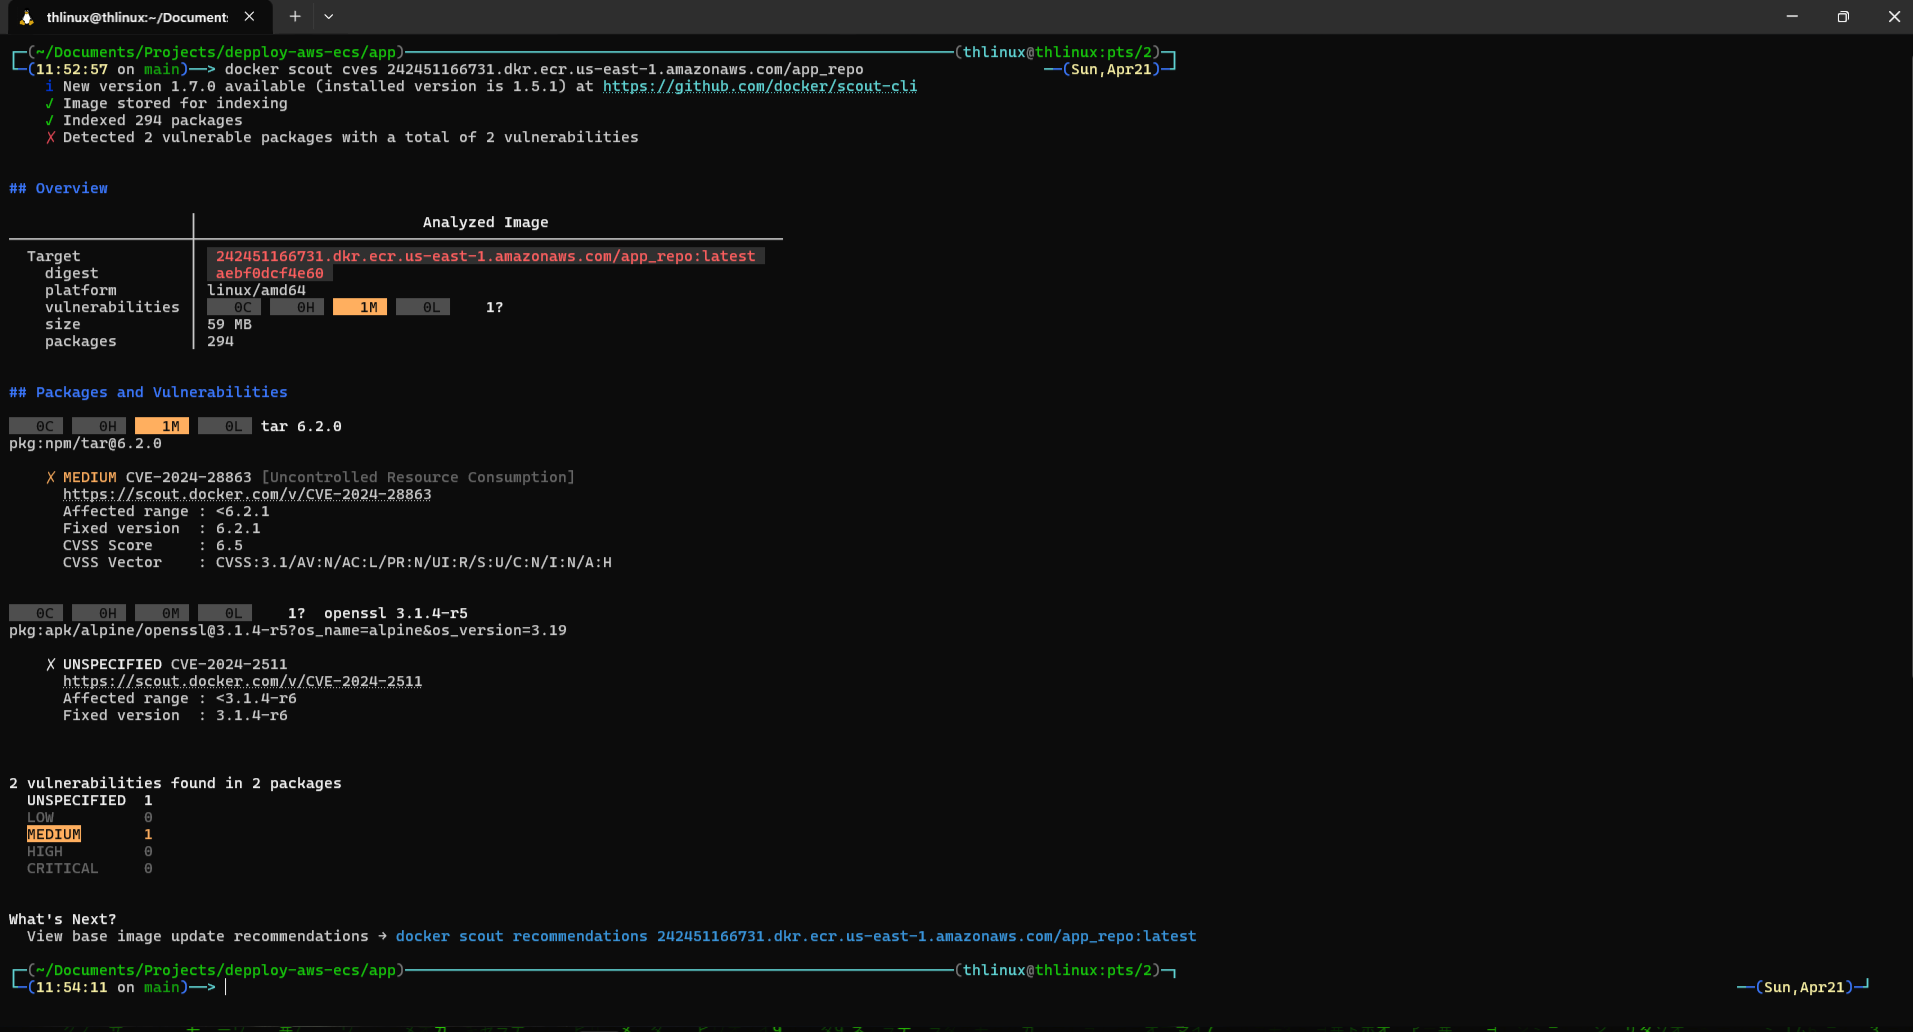 thlinux@thlinux:~/Document:
(~/Documents/Projects/depploy-aws-ecs/app) (thlinux@thlinux:pts/2)
(11:52:57 on main)──> docker scout cves 242451166731.dkr.ecr.us-east-1.amazonaws.com/app_repo (Sun,Apr21)
i New version 1.7.0 available (installed version is 1.5.1) at https://github.com/docker/scout-cli
✓ Image stored for indexing
✓ Indexed 294 packages
✗ Detected 2 vulnerable packages with a total of 2 vulnerabilities
## Overview
Analyzed Image
Target 242451166731.dkr.ecr.us-east-1.amazonaws.com/app_repo:latest
digest aebf0dcf4e60
platform linux/amd64
vulnerabilities 0C 0H 1M 0L 1?
size 59 MB
packages 294
## Packages and Vulnerabilities
0C 0H 1M 0L tar 6.2.0
pkg:npm/tar@6.2.0
✗ MEDIUM CVE-2024-28863 [Uncontrolled Resource Consumption]
https://scout.docker.com/v/CVE-2024-28863
Affected range : <6.2.1
Fixed version : 6.2.1
CVSS Score : 6.5
CVSS Vector : CVSS:3.1/AV:N/AC:L/PR:N/UI:R/S:U/C:N/I:N/A:H
0C 0H 0M 0L 1? openssl 3.1.4-r5
pkg:apk/alpine/openssl@3.1.4-r5?os_name=alpine&os_version=3.19
✗ UNSPECIFIED CVE-2024-2511
https://scout.docker.com/v/CVE-2024-2511
Affected range : <3.1.4-r6
Fixed version : 3.1.4-r6
2 vulnerabilities found in 2 packages
UNSPECIFIED 1
LOW 0
MEDIUM 1
HIGH 0
CRITICAL 0
What's Next?
View base image update recommendations → docker scout recommendations 242451166731.dkr.ecr.us-east-1.amazonaws.com/app_repo:latest
(~/Documents/Projects/depploy-aws-ecs/app) (thlinux@thlinux:pts/2)
(11:54:11 on main)──> (Sun,Apr21)